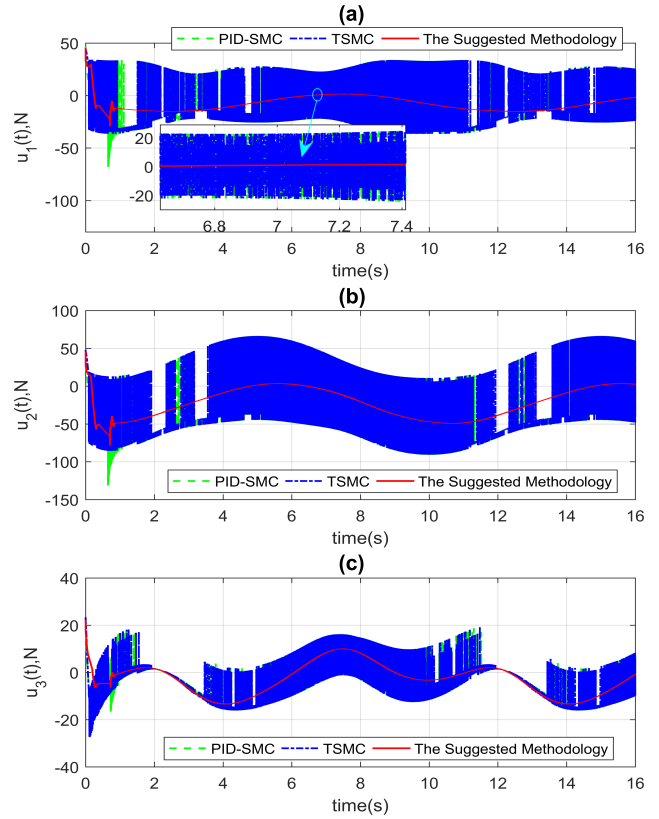 (a)
PID-SMC TSMC The Suggested Methodology
50
0
-50
-100
u1(t),N
20
0
-20
6.8 7 7.2 7.4
0 2 4 6 8 10 12 14 16
time(s)
(b)
100
50
0
-50
-100
-150
u2(t),N
PID-SMC TSMC The Suggested Methodology
0 2 4 6 8 10 12 14 16
time(s)
(c)
40
20
0
-20
-40
u3(t),N
PID-SMC TSMC The Suggested Methodology
0 2 4 6 8 10 12 14 16
time(s)